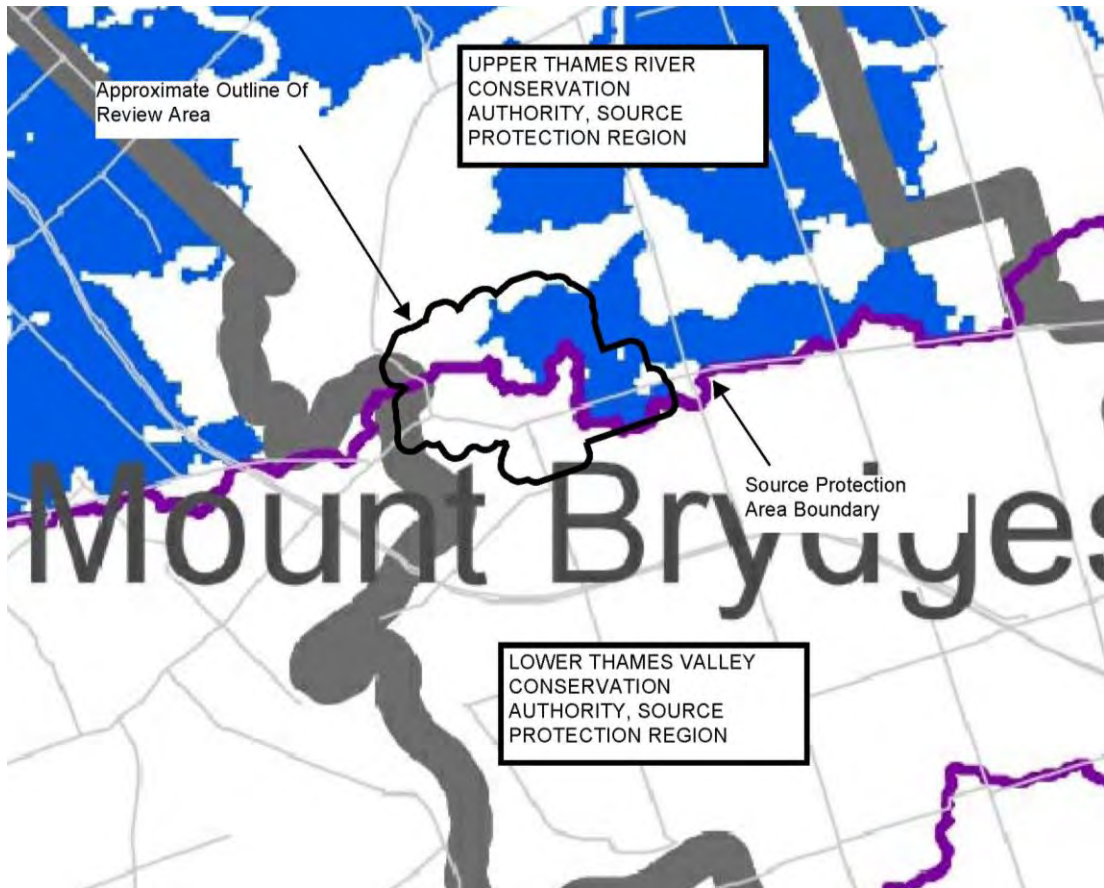 UPPER THAMES RIVER
CONSERVATION
AUTHORITY, SOURCE
PROTECTION REGION
Approximate Outline Of
Review Area
Source Protection
Area Boundary
Mount Brydges
LOWER THAMES VALLEY
CONSERVATION
AUTHORITY, SOURCE
PROTECTION REGION